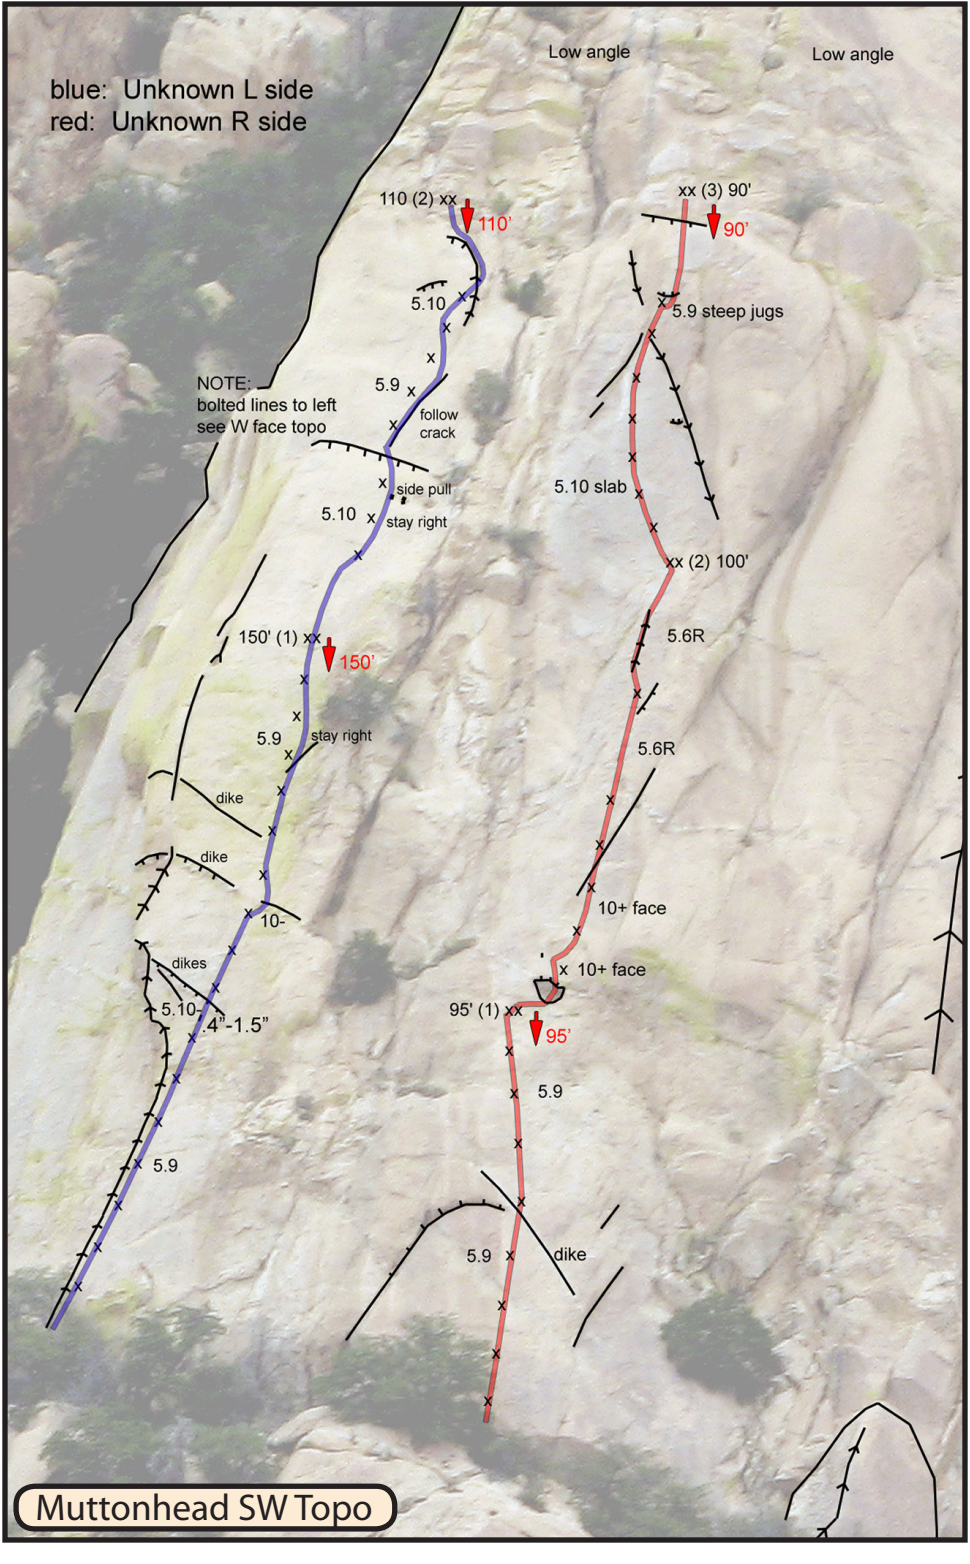 Low angle
Low angle
blue: Unknown L side
red: Unknown R side
110 (2) xx
110'
xx (3) 90'
90'
5.10
5.9 steep jugs
NOTE:
bolted lines to left
see W face topo
5.9
follow
crack
side pull
5.10
stay right
5.10 slab
xx (2) 100'
150' (1) xx
150'
5.6R
5.9
stay right
5.6R
dike
dike
10-
10+ face
dikes
10+ face
5.10-
.4"-1.5"
95' (1) xx
95'
5.9
5.9
5.9
dike
Muttonhead SW Topo